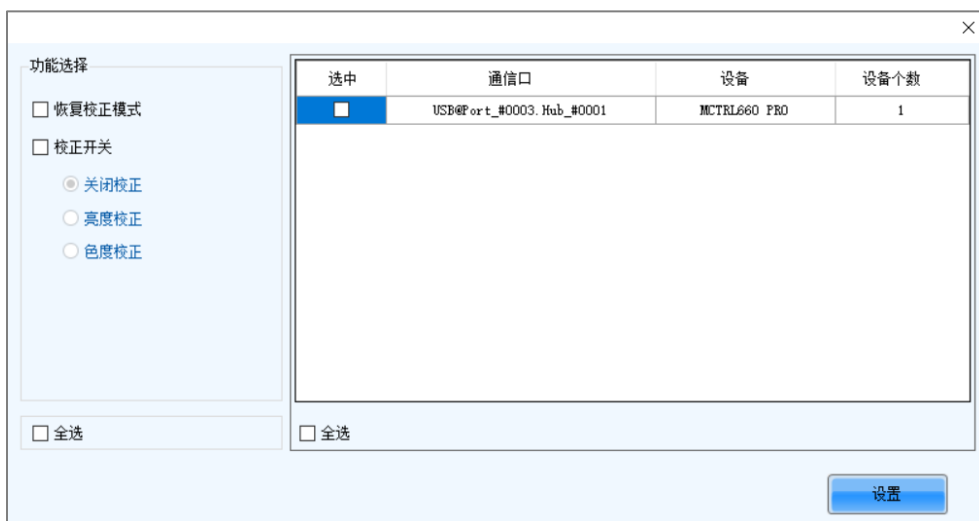 功能选择
恢复校正模式
校正开关
关闭校正
亮度校正
色度校正
全选
选中 通信口 设备 设备个数
USB@Port_#0003.Hub_#0001 MCTRL660 PRO 1
全选
设置